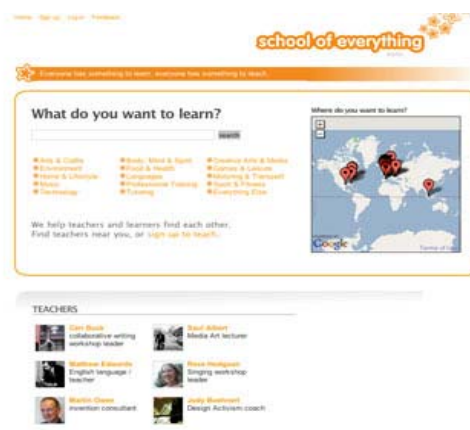 Home Sign up Log in Feedback
school of everything
Everyone has something to learn, everyone has something to teach.
What do you want to learn?
search
Arts & Crafts
Environment
Home & Lifestyle
Music
Technology
Body, Mind & Spirit
Food & Health
Languages
Professional Training
Tutoring
Creative Arts & Media
Games & Leisure
Motoring & Transport
Sport & Fitness
Everything Else
We help teachers and learners find each other.
Find teachers near you, or sign up to teach.
Where do you want to learn?
+
-
Google
Terms of
TEACHERS
collaborative writing
workshop leader
Saul Albert
Media Art lecturer
Matthew Edwards
English language /
teacher
Rose Hodgson
Singing workshop
leader
Martin Owen
invention consultant
Judy
Design Activism coach